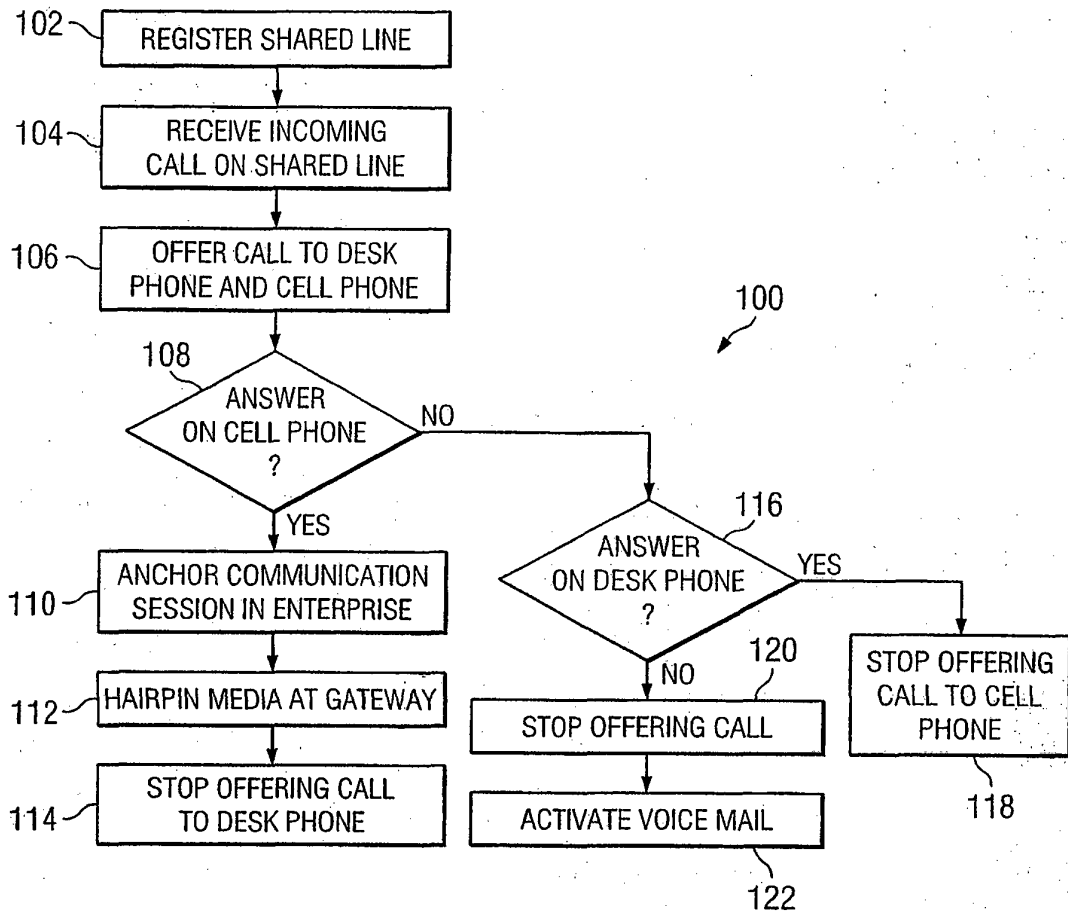 102
REGISTER SHARED LINE
104
RECEIVE INCOMING
CALL ON SHARED LINE
106
OFFER CALL TO DESK
PHONE AND CELL PHONE
100
108
ANSWER
ON CELL PHONE
?
NO
YES
116
ANSWER
ON DESK PHONE
?
YES
NO
110
ANCHOR COMMUNICATION
SESSION IN ENTERPRISE
112
HAIRPIN MEDIA AT GATEWAY
114
STOP OFFERING CALL
TO DESK PHONE
120
STOP OFFERING CALL
ACTIVATE VOICE MAIL
122
STOP OFFERING
CALL TO CELL
PHONE
118